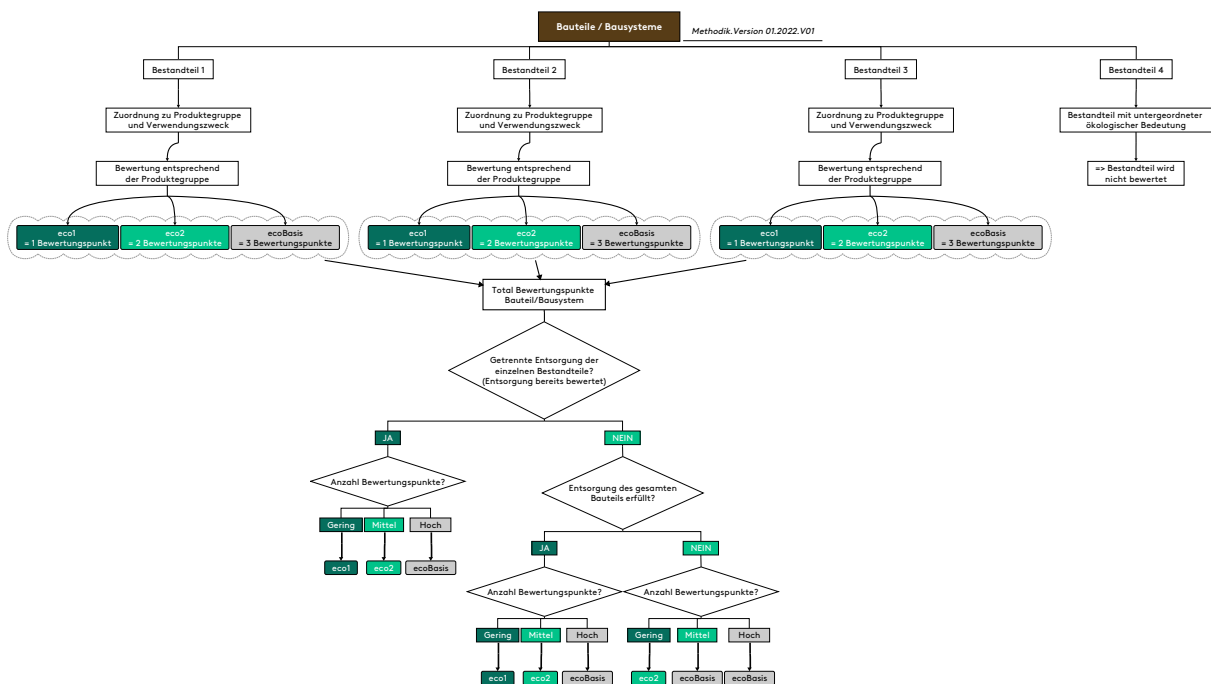 Bauteile / Bausysteme
Methodik.Version 01.2022.V01
Bestandteil 1
Bestandteil 2
Bestandteil 3
Bestandteil 4
Zuordnung zu Produktegruppe
und Verwendungszweck
Zuordnung zu Produktegruppe
und Verwendungszweck
Zuordnung zu Produktegruppe
und Verwendungszweck
Bestandteil mit untergeordneter
ökologischer Bedeutung
Bewertung entsprechend
der Produktegruppe
Bewertung entsprechend
der Produktegruppe
Bewertung entsprechend
der Produktegruppe
=> Bestandteil wird
nicht bewertet
eco1
= 1 Bewertungspunkt
eco2
= 2 Bewertungspunkte
ecoBasis
= 3 Bewertungspunkte
eco1
= 1 Bewertungspunkt
eco2
= 2 Bewertungspunkte
ecoBasis
= 3 Bewertungspunkte
eco1
= 1 Bewertungspunkt
eco2
= 2 Bewertungspunkte
ecoBasis
= 3 Bewertungspunkte
Total Bewertungspunkte
Bauteil/Bausystem
Getrennte Entsorgung der
einzelnen Bestandteile?
(Entsorgung bereits bewertet)
JA
NEIN
Anzahl Bewertungspunkte?
Entsorgung des gesamten
Bauteils erfüllt?
Gering
Mittel
Hoch
eco1
eco2
ecoBasis
JA
NEIN
Anzahl Bewertungspunkte?
Anzahl Bewertungspunkte?
Gering
Mittel
Hoch
Gering
Mittel
Hoch
eco1
eco2
ecoBasis
eco2
ecoBasis
ecoBasis